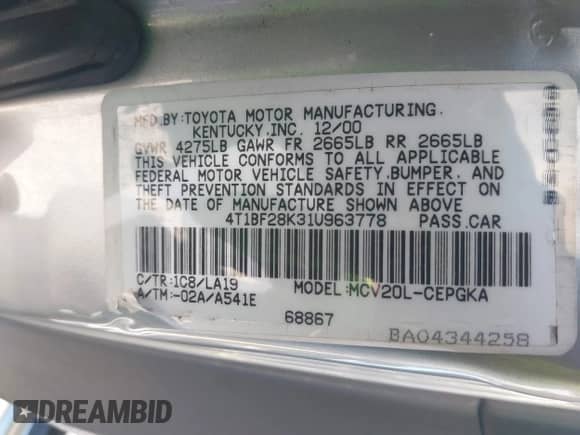 MFD.BY:TOYOTA MOTOR MANUFACTURING.
KENTUCKY.INC. 12/00
GVWR 4275LB GAWR FR 2665LB RR 2665LB
THIS VEHICLE CONFORMS TO ALL APPLICABLE
FEDERAL MOTOR VEHICLE SAFETY.BUMPER. AND
THEFT PREVENTION STANDARDS IN EFFECT ON
THE DATE OF MANUFACTURE SHOWN ABOVE
4T1BF28K31U963778 PASS.CAR
C/TR:1C8/LA19 MODEL:MCV20L-CEPGKA
A/TM:-02A/A541E
68867
BA04344258
DREAMBID